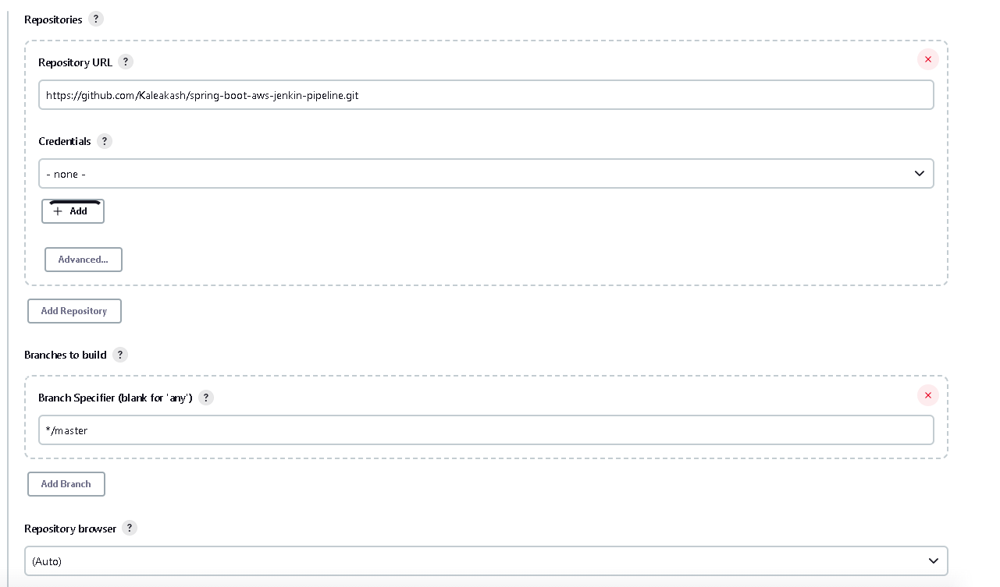 Repositories ?
Repository URL ?
https://github.com/Kaleakash/spring-boot-aws-jenkin-pipeline.git
Credentials ?
- none -
+ Add
Advanced...
Add Repository
Branches to build ?
Branch Specifier (blank for 'any') ?
*/master
Add Branch
Repository browser ?
(Auto)